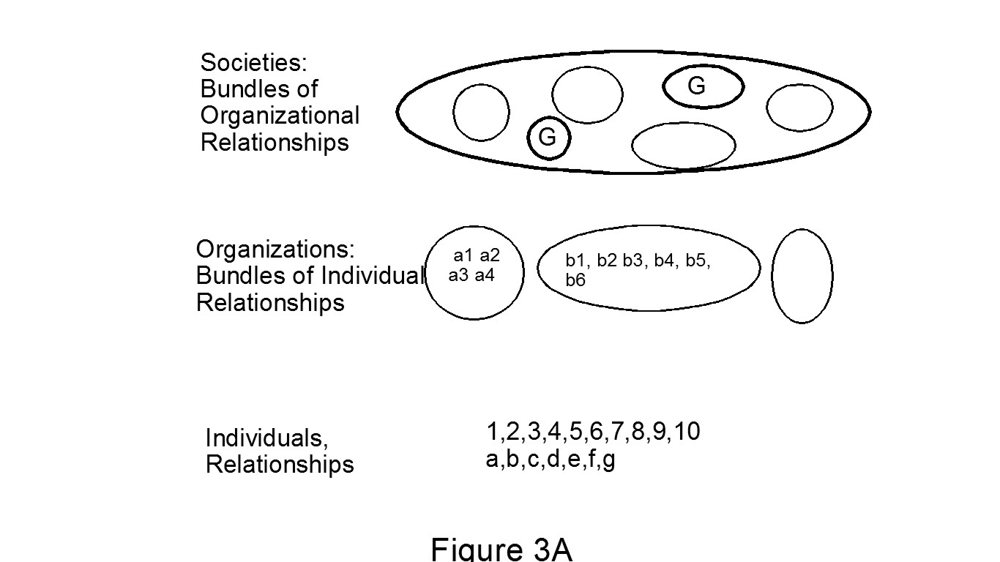 Societies:
Bundles of
Organizational
Relationships
G
G
Organizations:
Bundles of Individual
Relationships
a1 a2
a3 a4
b1, b2 b3, b4, b5,
b6
Individuals,
Relationships
1,2,3,4,5,6,7,8,9,10
a,b,c,d,e,f,g
Figure 3A